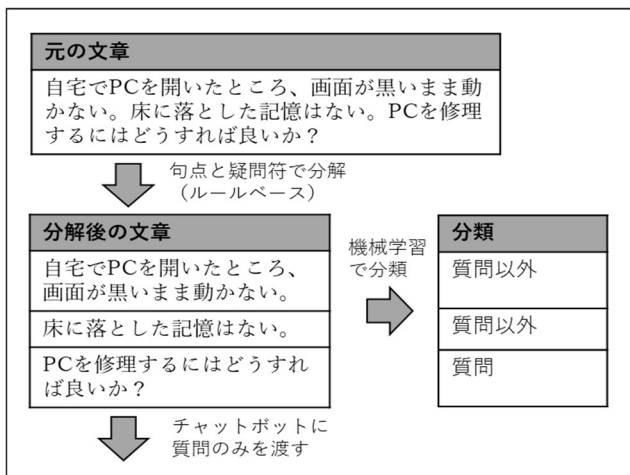 元の文章
自宅でPCを開いたところ、画面が黒いまま動
かない。床に落とした記憶はない。PCを修理
するにはどうすれば良いか？
句点と疑問符で分解
（ルールベース）
分解後の文章
自宅でPCを開いたところ、
画面が黒いまま動かない。
床に落とした記憶はない。
PCを修理するにはどうすれ
ば良いか？
機械学習
で分類
分類
質問以外
質問以外
質問
チャットボットに
質問のみを渡す